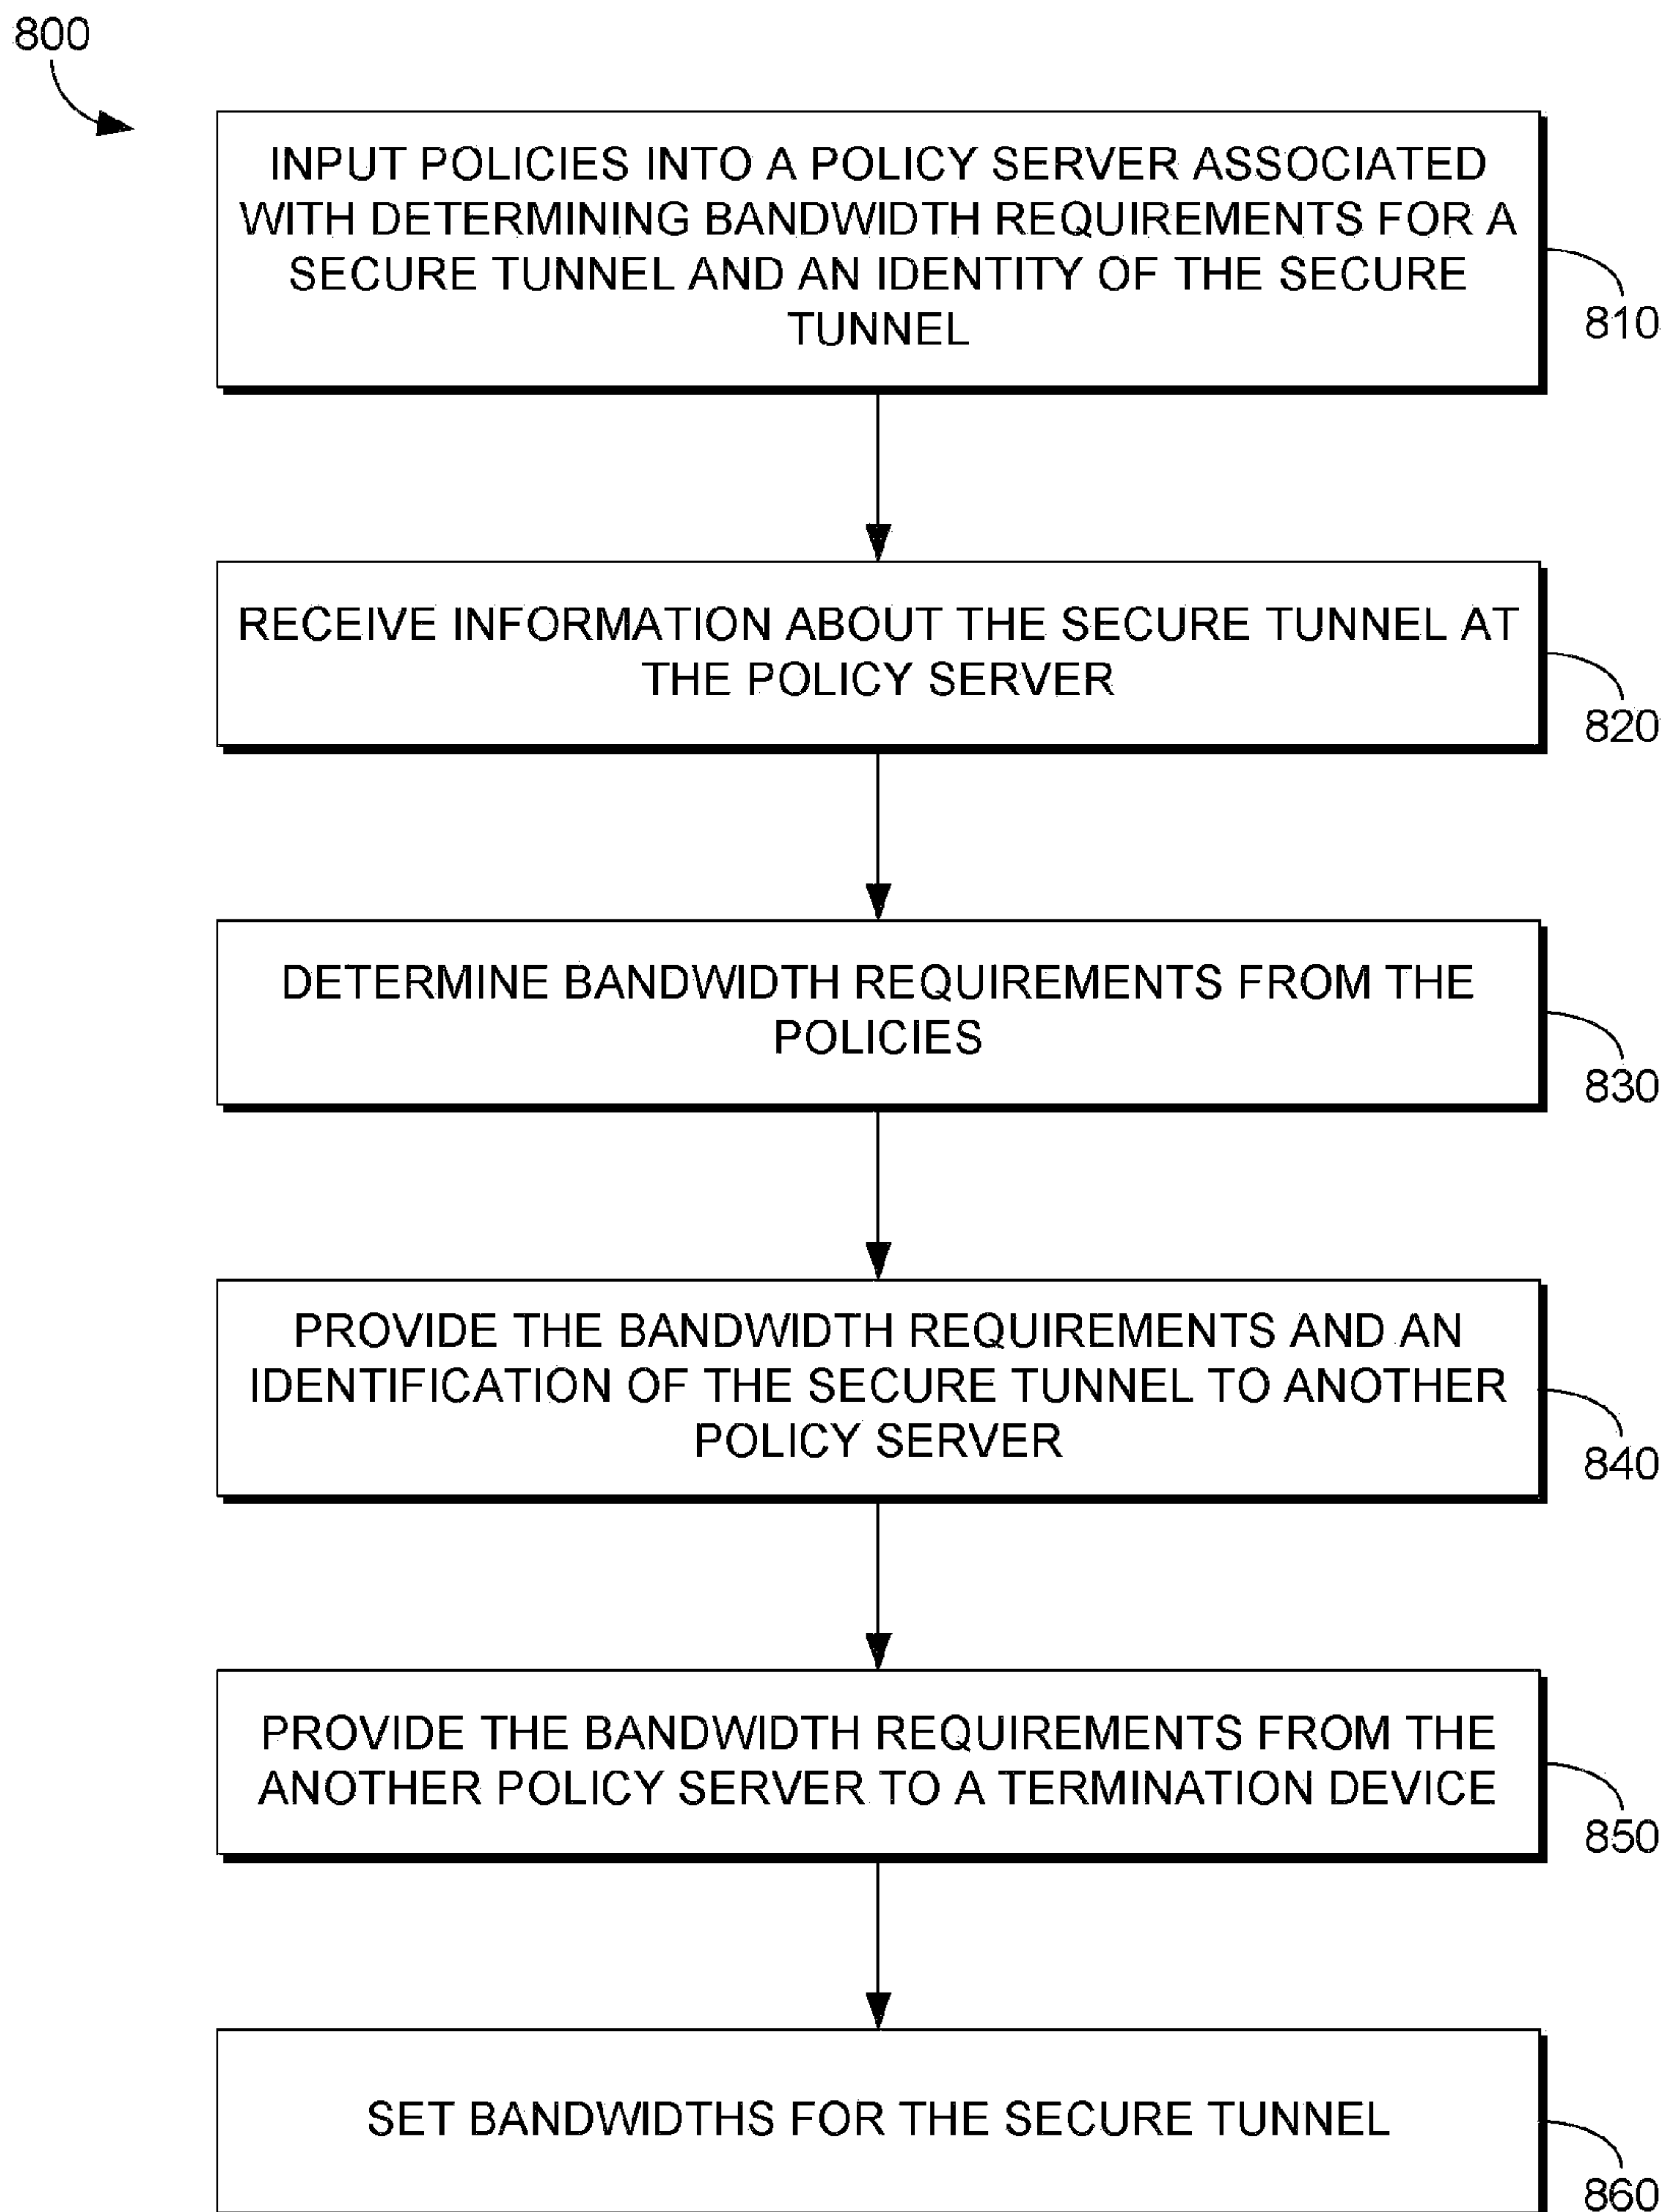 800
INPUT POLICIES INTO A POLICY SERVER ASSOCIATED
WITH DETERMINING BANDWIDTH REQUIREMENTS FOR A
SECURE TUNNEL AND AN IDENTITY OF THE SECURE
TUNNEL
810
RECEIVE INFORMATION ABOUT THE SECURE TUNNEL AT
THE POLICY SERVER
820
DETERMINE BANDWIDTH REQUIREMENTS FROM THE
POLICIES
830
PROVIDE THE BANDWIDTH REQUIREMENTS AND AN
IDENTIFICATION OF THE SECURE TUNNEL TO ANOTHER
POLICY SERVER
840
PROVIDE THE BANDWIDTH REQUIREMENTS FROM THE
ANOTHER POLICY SERVER TO A TERMINATION DEVICE
850
SET BANDWIDTHS FOR THE SECURE TUNNEL
860